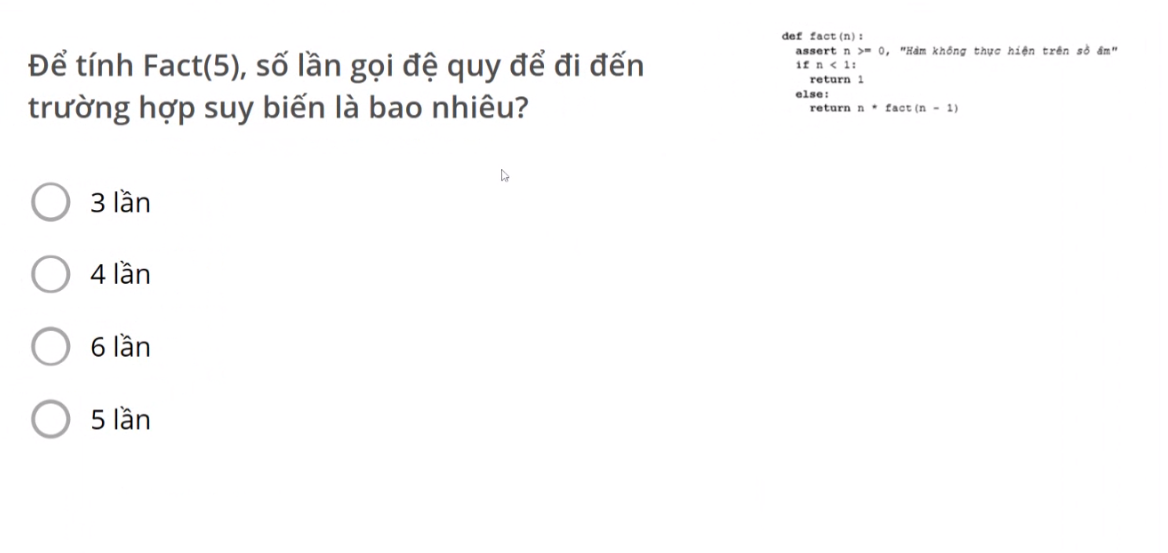 Để tính Fact(5), số lần gọi đệ quy để đi đến
trường hợp suy biến là bao nhiêu?
3 lần
4 lần
6 lần
5 lần
def fact(n):
assert n >= 0, "Hàm không thực hiện trên số âm"
if n < 1:
return 1
else:
return n * fact(n - 1)